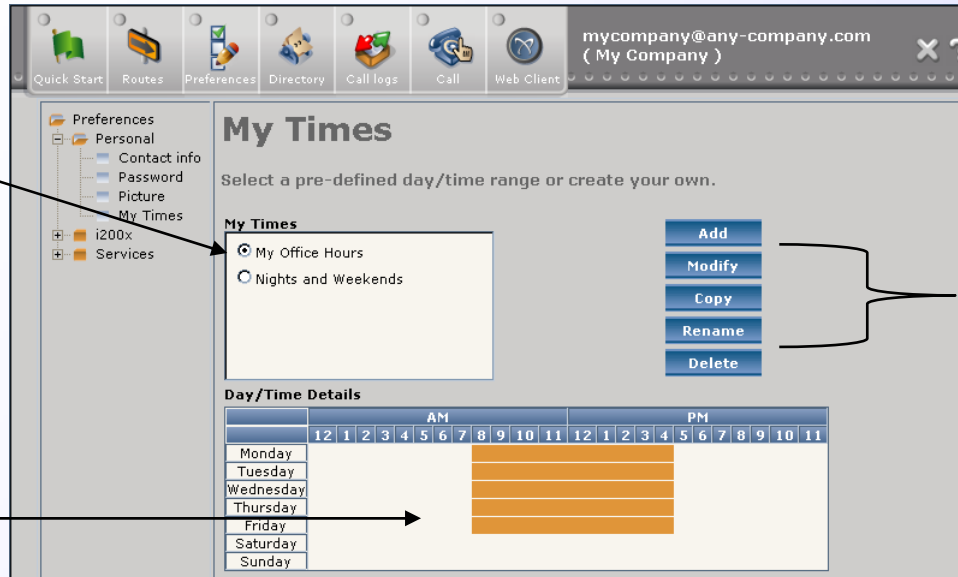 Quick Start Routes Preferences Directory Call logs Call Web Client
mycompany@any-company.com
( My Company )
Preferences
Personal
Contact info
Password
Picture
My Times
i200x
Services
My Times
Select a pre-defined day/time range or create your own.
My Times
My Office Hours
Nights and Weekends
Add
Modify
Copy
Rename
Delete
Day/Time Details
AM PM
12 1 2 3 4 5 6 7 8 9 10 11 12 1 2 3 4 5 6 7 8 9 10 11
Monday
Tuesday
Wednesday
Thursday
Friday
Saturday
Sunday